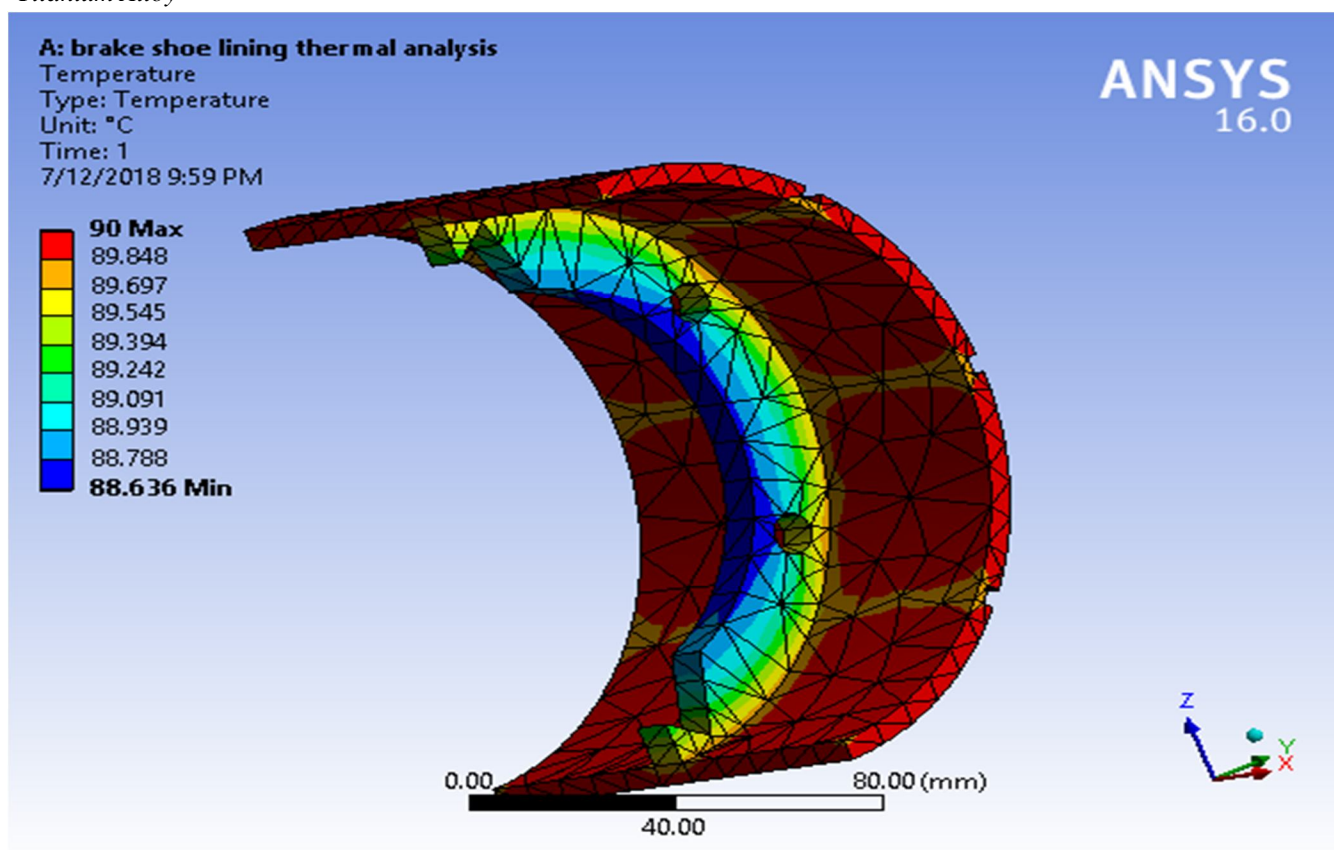 Titanium Alloy
A: brake shoe lining thermal analysis
Temperature
Type: Temperature
Unit: °C
Time: 1
7/12/2018 9:59 PM
ANSYS
16.0
90 Max
89.848
89.697
89.545
89.394
89.242
89.091
88.939
88.788
88.636 Min
0.00
80.00 (mm)
40.00
Z
Y
X